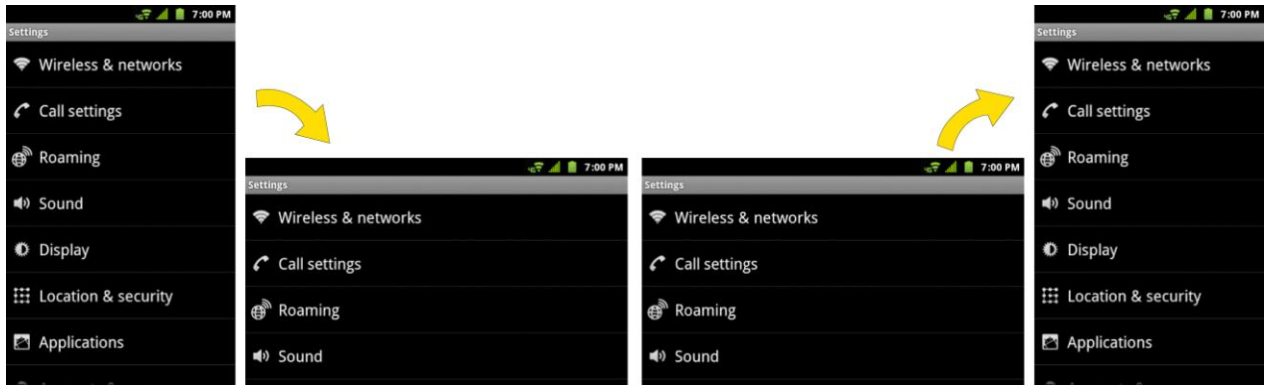 7:00 PM
Settings
Wireless & networks
Call settings
Roaming
Sound
Display
Location & security
Applications
7:00 PM
Settings
Wireless & networks
Call settings
Roaming
Sound
7:00 PM
Settings
Wireless & networks
Call settings
Roaming
Sound
7:00 PM
Settings
Wireless & networks
Call settings
Roaming
Sound
Display
Location & security
Applications